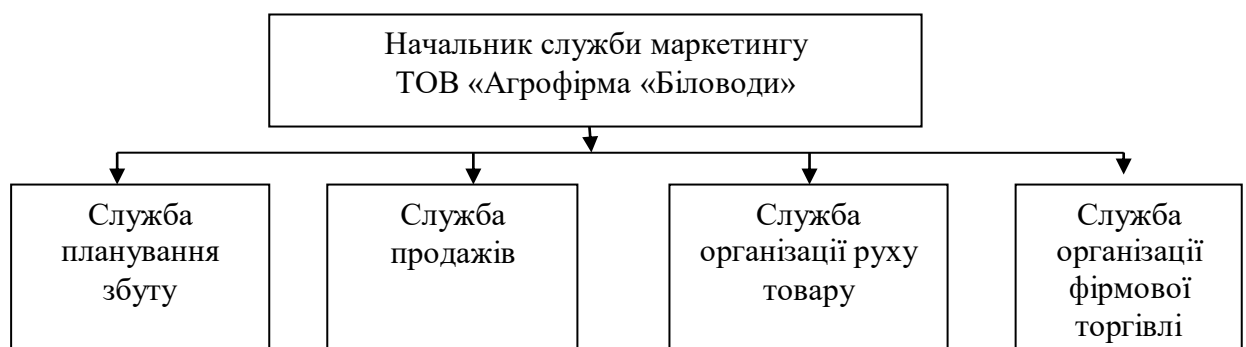 Начальник служби маркетингу
ТОВ «Агрофірма «Біловоди»
Служба
планування
збуту
Служба
продажів
Служба
організації руху
товару
Служба
організації
фірмової
торгівлі